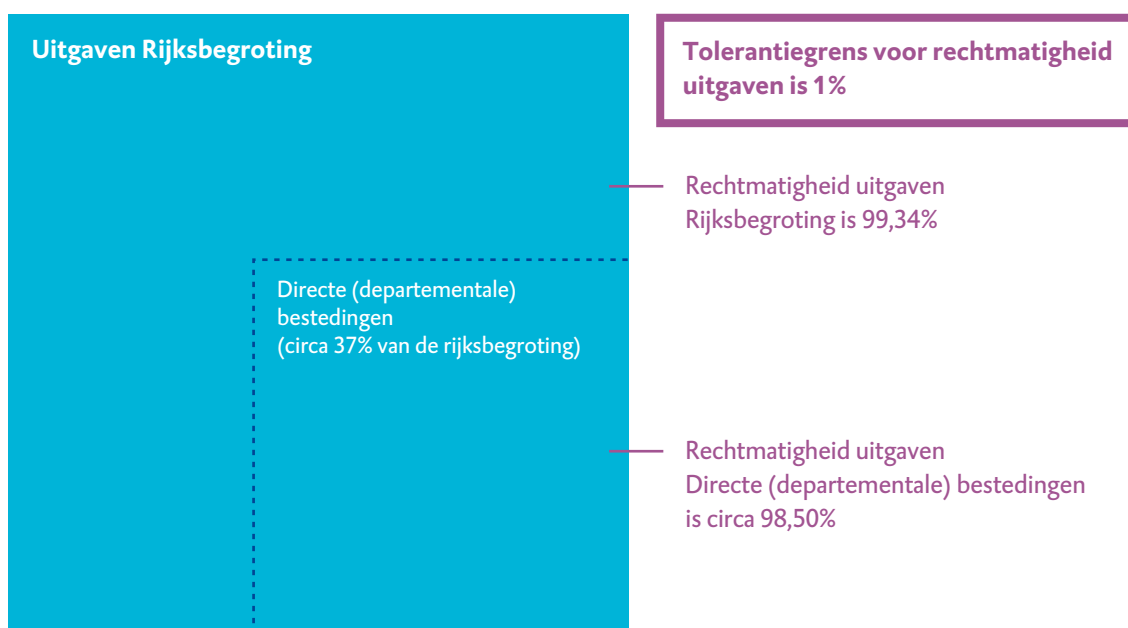 Uitgaven Rijksbegroting
Tolerantiegrens voor rechtmatigheid
uitgaven is 1%
Rechtmatigheid uitgaven
Rijksbegroting is 99,34%
Directe (departementale)
bestedingen
(circa 37% van de rijksbegroting)
Rechtmatigheid uitgaven
Directe (departementale) bestedingen
is circa 98,50%